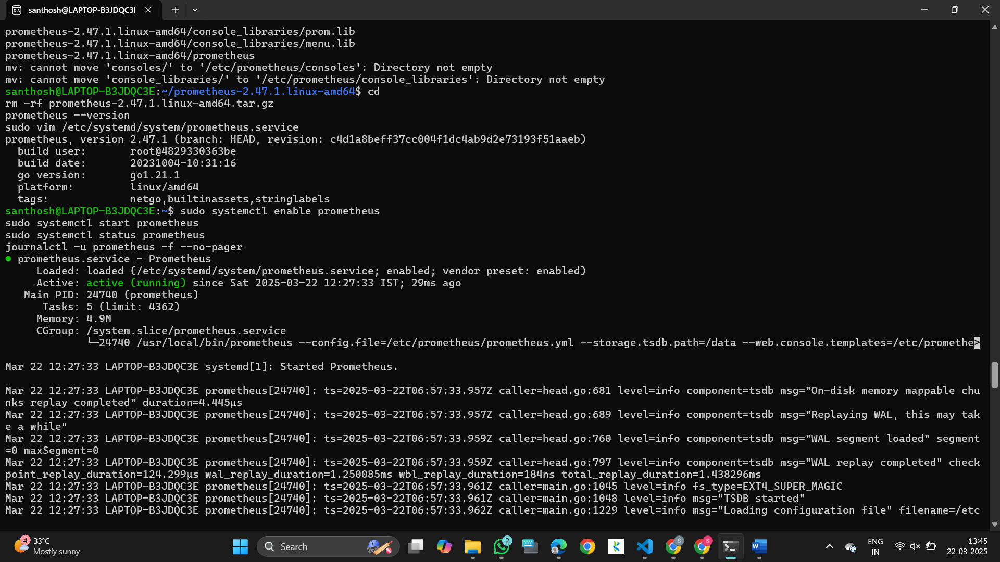 santhosh@LAPTOP-B3JDQC3I
prometheus-2.47.1.linux-amd64/console_libraries/prom.lib
prometheus-2.47.1.linux-amd64/console_libraries/menu.lib
prometheus-2.47.1.linux-amd64/prometheus
mv: cannot move 'consoles/' to '/etc/prometheus/consoles': Directory not empty
mv: cannot move 'console_libraries/' to '/etc/prometheus/console_libraries': Directory not empty
santhosh@LAPTOP-B3JDQC3E:~/prometheus-2.47.1.linux-amd64$ cd
rm -rf prometheus-2.47.1.linux-amd64.tar.gz
prometheus --version
sudo vim /etc/systemd/system/prometheus.service
prometheus, version 2.47.1 (branch: HEAD, revision: c4d1a8beff37cc004f1dc4ab9d2e73193f51aaeb)
  build user:       root@4829330363be
  build date:       20231004-10:31:16
  go version:       go1.21.1
  platform:         linux/amd64
  tags:             netgo,builtinassets,stringlabels
santhosh@LAPTOP-B3JDQC3E:~$ sudo systemctl enable prometheus
sudo systemctl start prometheus
sudo systemctl status prometheus
journalctl -u prometheus -f --no-pager
● prometheus.service - Prometheus
     Loaded: loaded (/etc/systemd/system/prometheus.service; enabled; vendor preset: enabled)
     Active: active (running) since Sat 2025-03-22 12:27:33 IST; 29ms ago
   Main PID: 24740 (prometheus)
      Tasks: 5 (limit: 4362)
     Memory: 4.9M
     CGroup: /system.slice/prometheus.service
             └─24740 /usr/local/bin/prometheus --config.file=/etc/prometheus/prometheus.yml --storage.tsdb.path=/data --web.console.templates=/etc/promethe>
Mar 22 12:27:33 LAPTOP-B3JDQC3E systemd[1]: Started Prometheus.
Mar 22 12:27:33 LAPTOP-B3JDQC3E prometheus[24740]: ts=2025-03-22T06:57:33.957Z caller=head.go:681 level=info component=tsdb msg="On-disk memory mappable chu
nks replay completed" duration=4.445µs
Mar 22 12:27:33 LAPTOP-B3JDQC3E prometheus[24740]: ts=2025-03-22T06:57:33.957Z caller=head.go:689 level=info component=tsdb msg="Replaying WAL, this may tak
e a while"
Mar 22 12:27:33 LAPTOP-B3JDQC3E prometheus[24740]: ts=2025-03-22T06:57:33.959Z caller=head.go:760 level=info component=tsdb msg="WAL segment loaded" segment
=0 maxSegment=0
Mar 22 12:27:33 LAPTOP-B3JDQC3E prometheus[24740]: ts=2025-03-22T06:57:33.959Z caller=head.go:797 level=info component=tsdb msg="WAL replay completed" check
point_replay_duration=124.299µs wal_replay_duration=1.250085ms wbl_replay_duration=184ns total_replay_duration=1.438296ms
Mar 22 12:27:33 LAPTOP-B3JDQC3E prometheus[24740]: ts=2025-03-22T06:57:33.961Z caller=main.go:1045 level=info fs_type=EXT4_SUPER_MAGIC
Mar 22 12:27:33 LAPTOP-B3JDQC3E prometheus[24740]: ts=2025-03-22T06:57:33.961Z caller=main.go:1048 level=info msg="TSDB started"
Mar 22 12:27:33 LAPTOP-B3JDQC3E prometheus[24740]: ts=2025-03-22T06:57:33.962Z caller=main.go:1229 level=info msg="Loading configuration file" filename=/etc
4
33°C
Mostly sunny
Search
2
S
S
W
ENG
IN
13:45
22-03-2025